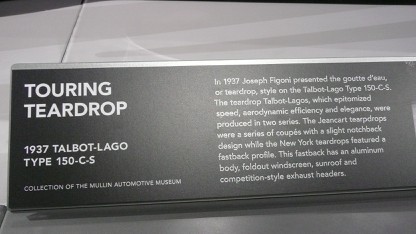 TOURING
TEARDROP
1937 TALBOT-LAGO
TYPE 150-C-S
COLLECTION OF THE MULLIN AUTOMOTIVE MUSEUM
In 1937 Joseph Figoni presented the goutte d'eau,
or teardrop, style on the Talbot-Lago Type 150-C-S.
The teardrop Talbot-Lagos, which epitomized
speed, aerodynamic efficiency and elegance, were
produced in two series. The Jeancart teardrops
were a series of coupés with a slight notchback
design while the New York teardrops featured a
fastback profile. This fastback has an aluminum
body, foldout windscreen, sunroof and
competition-style exhaust headers.